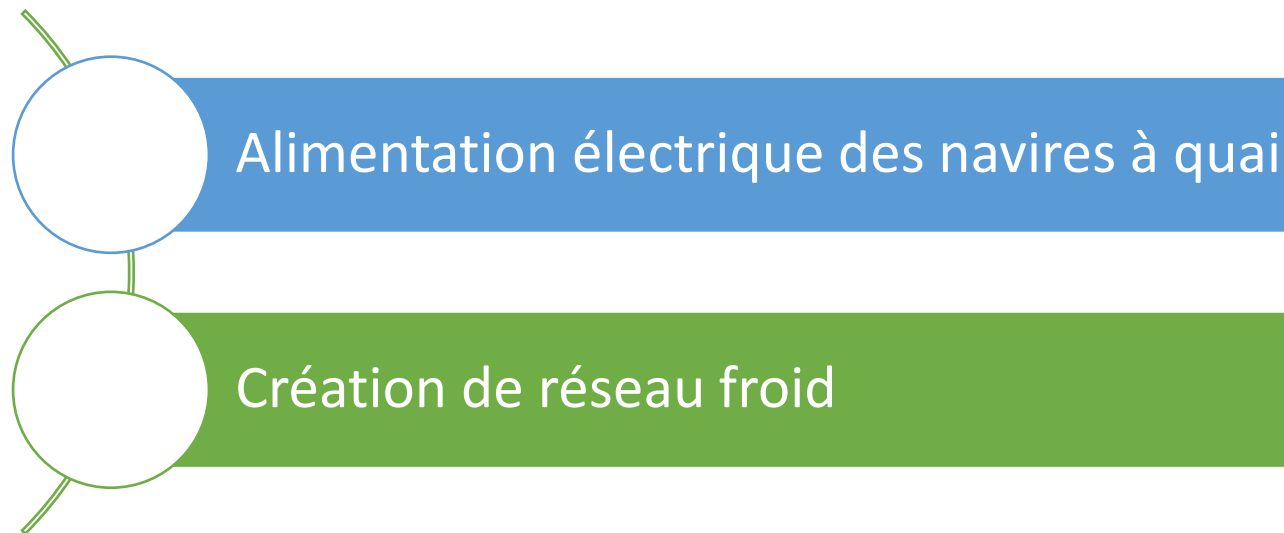 Alimentation électrique des navires à quai
Création de réseau froid